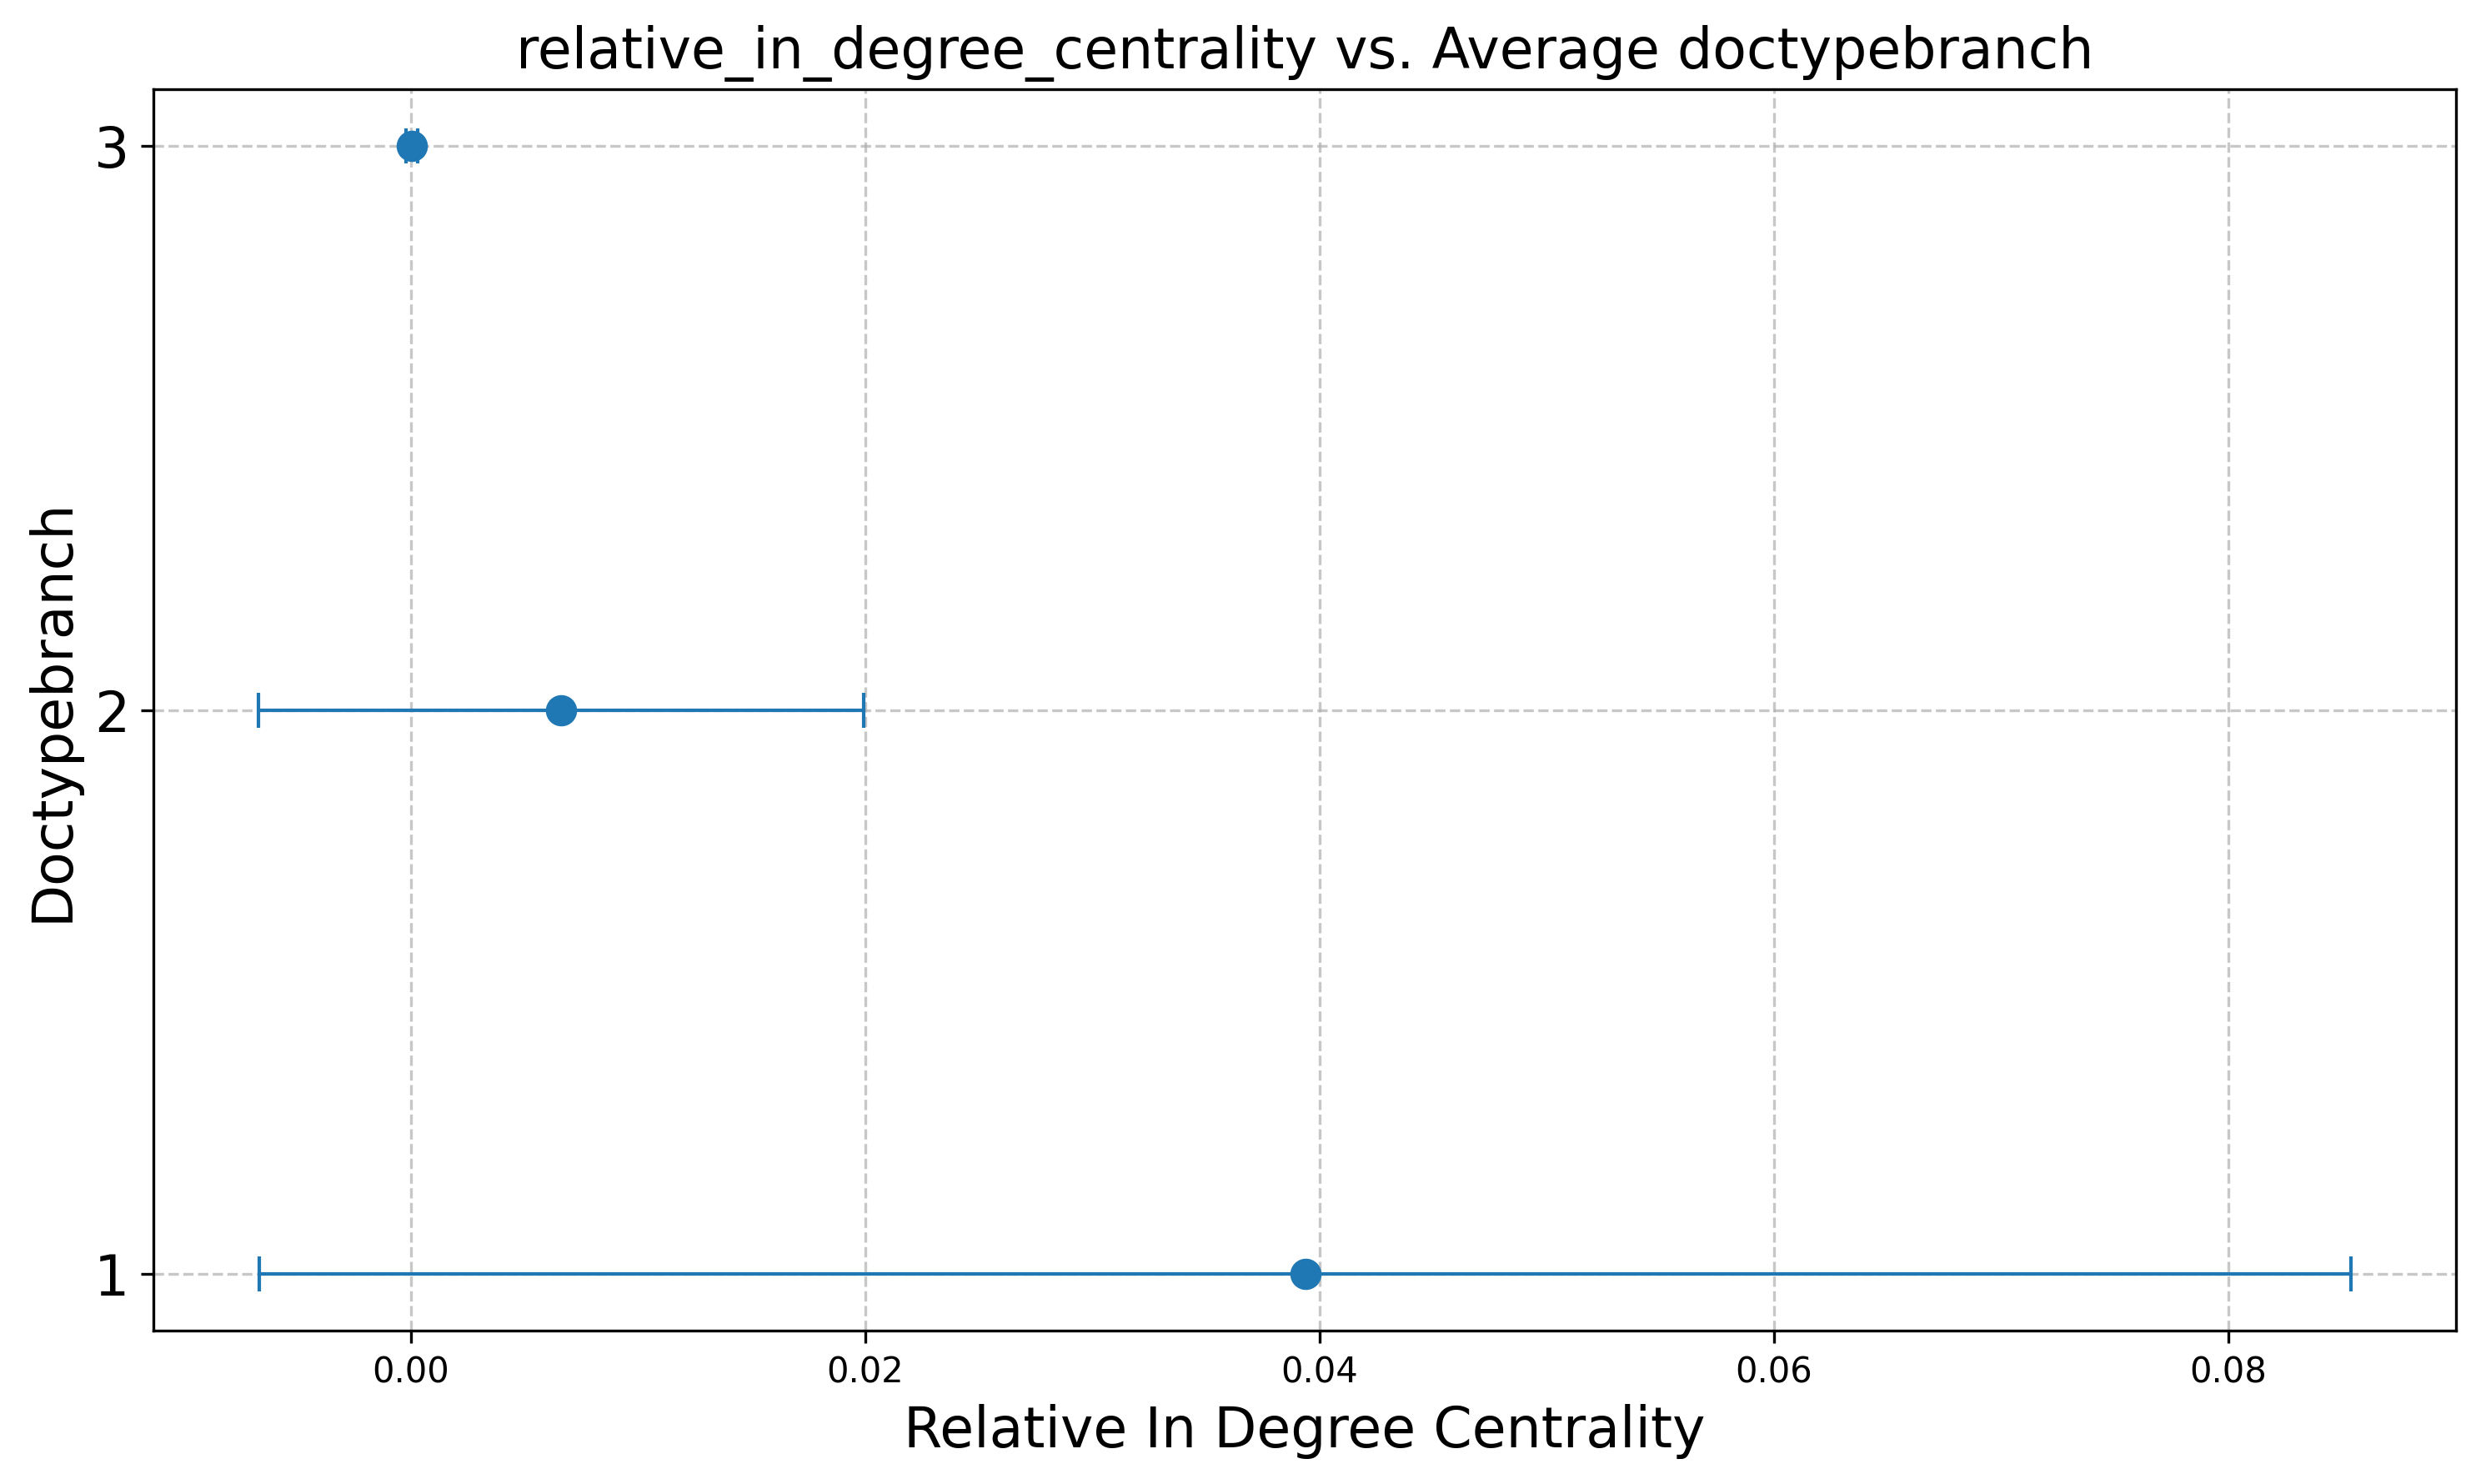 relative_in_degree_centrality vs. Average doctypebranch
3
2
1
Doctypebranch
0.00 0.02 0.04 0.06 0.08
Relative In Degree Centrality